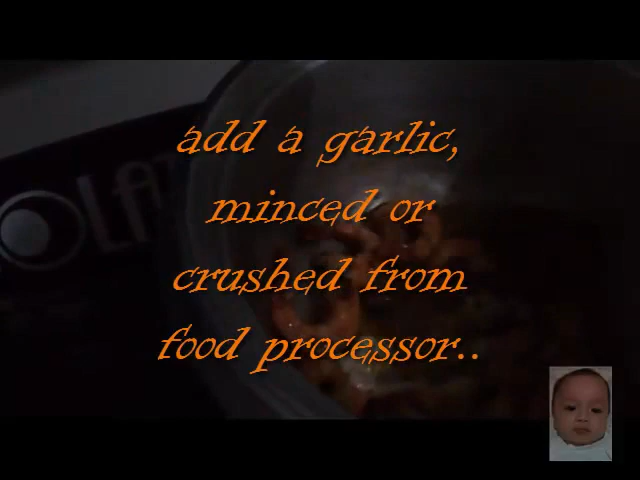 add a garlic,
minced or
crushed from
food processor..